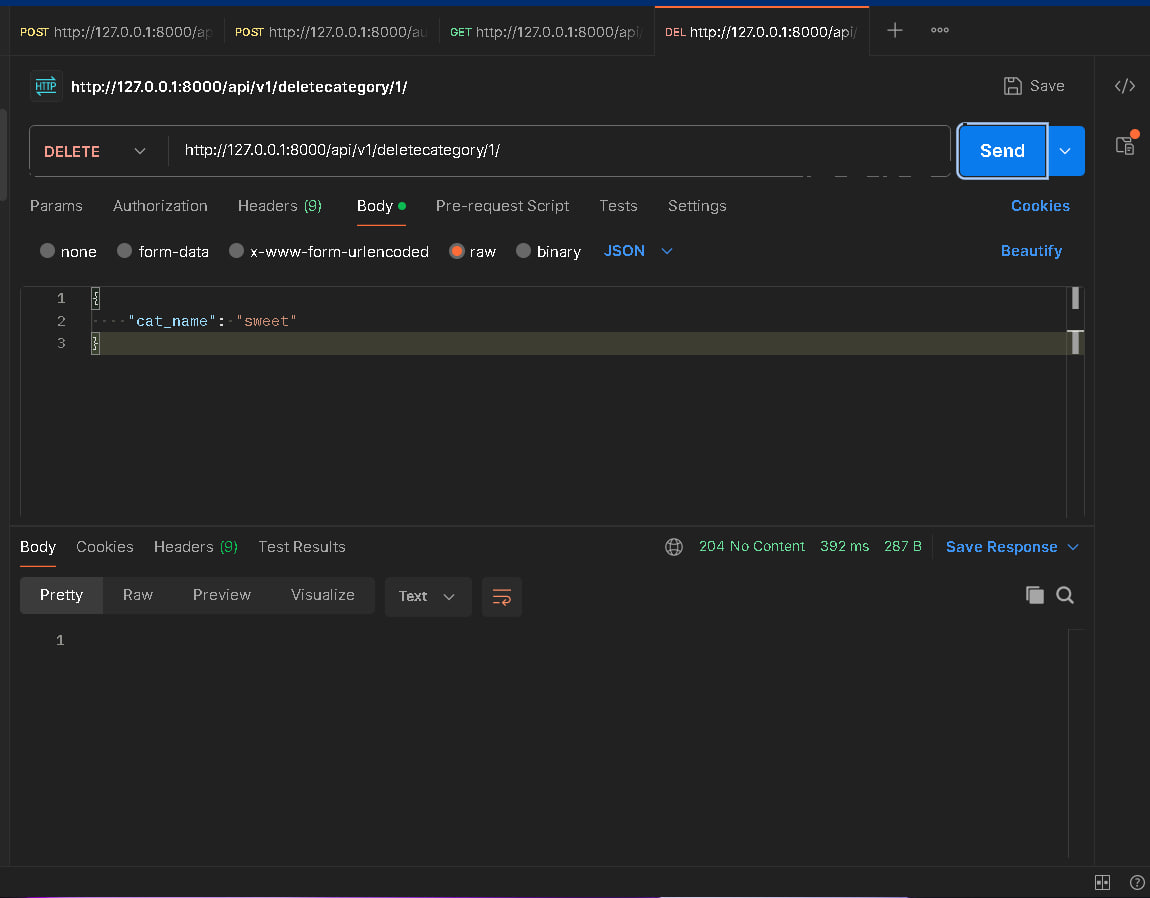 POST http://127.0.0.1:8000/ap POST http://127.0.0.1:8000/au GET http://127.0.0.1:8000/api/ DEL http://127.0.0.1:8000/api/
HTTP http://127.0.0.1:8000/api/v1/deletecategory/1/ Save
DELETE http://127.0.0.1:8000/api/v1/deletecategory/1/ Send
Params Authorization Headers (9) Body Pre-request Script Tests Settings Cookies
none form-data x-www-form-urlencoded raw binary JSON Beautify
1 {
2 "cat_name": "sweet"
3 }
Body Cookies Headers (9) Test Results 204 No Content 392 ms 287 B Save Response
Pretty Raw Preview Visualize Text
1